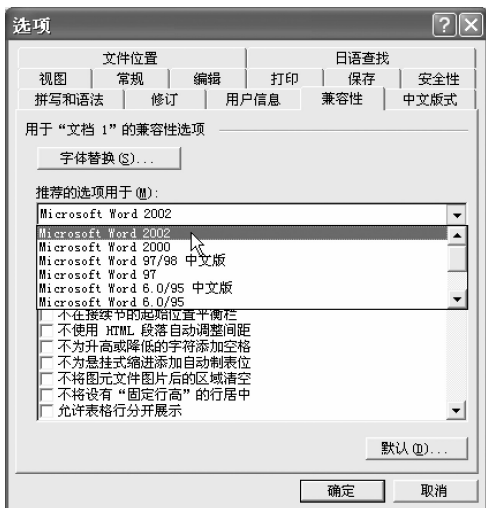 选项
文件位置 日语查找
视图 常规 编辑 打印 保存 安全性
拼写和语法 修订 用户信息 兼容性 中文版式
用于“文档 1”的兼容性选项
字体替换(S)...
推荐的选项用于(M):
Microsoft Word 2002
Microsoft Word 2002
Microsoft Word 2000
Microsoft Word 97/98 中文版
Microsoft Word 97
Microsoft Word 6.0/95 中文版
Microsoft Word 6.0/95
不在接续节的起始位置平衡栏
不使用 HTML 段落自动调整间距
不为升高或降低的字符添加空格
不为悬挂式缩进添加自动制表位
不将图元文件图片后的区域清空
不将设有“固定行高”的行居中
允许表格行分开展示
默认(D)...
确定 取消